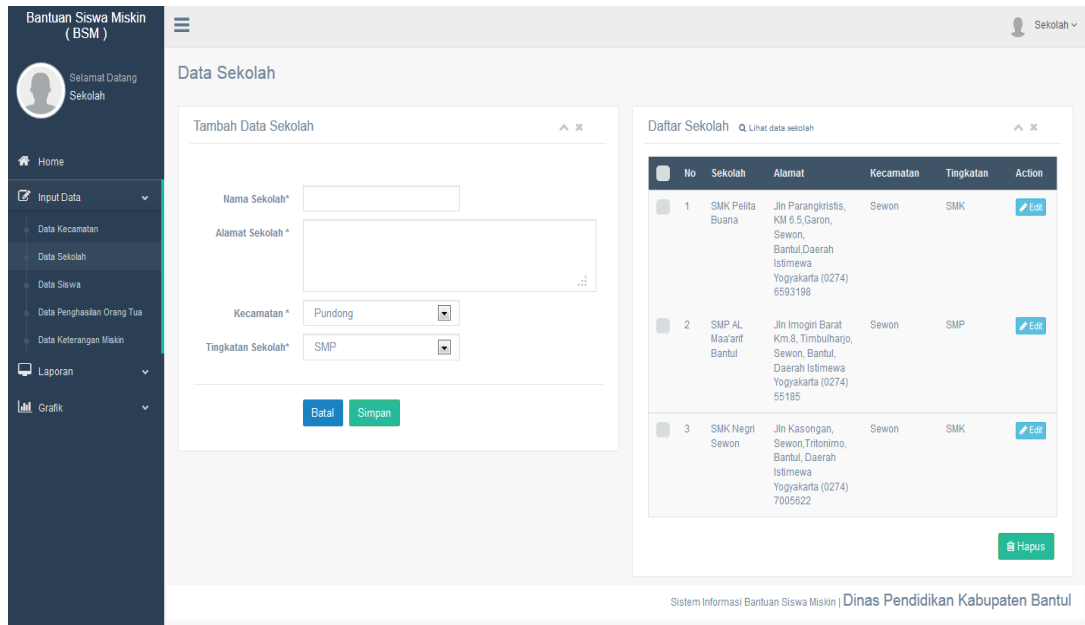 Bantuan Siswa Miskin
( BSM )
Selamat Datang
Sekolah
Home
Input Data
Data Kecamatan
Data Sekolah
Data Siswa
Data Penghasilan Orang Tua
Data Keterangan Miskin
Laporan
Grafik
Sekolah
Data Sekolah
Tambah Data Sekolah
Nama Sekolah*
Alamat Sekolah *
Kecamatan *
Pundong
Tingkatan Sekolah*
SMP
Batal
Simpan
Daftar Sekolah Lihat data sekolah
No Sekolah Alamat Kecamatan Tingkatan Action
1 SMK Pelita Jln Parangkristis, Sewon SMK Edit
Buana KM 6.5,Garon,
Sewon,
Bantul,Daerah
Istimewa
Yogyakarta (0274)
6593198
2 SMP AL Jln Imogiri Barat Sewon SMP Edit
Maa'arif Km.8, Timbulharjo,
Bantul Sewon, Bantul,
Daerah Istimewa
Yogyakarta (0274)
55185
3 SMK Negri Jln Kasongan, Sewon SMK Edit
Sewon Sewon,Tritonimo,
Bantul, Daerah
Istimewa
Yogyakarta (0274)
7005622
Hapus
Sistem Informasi Bantuan Siswa Miskin | Dinas Pendidikan Kabupaten Bantul